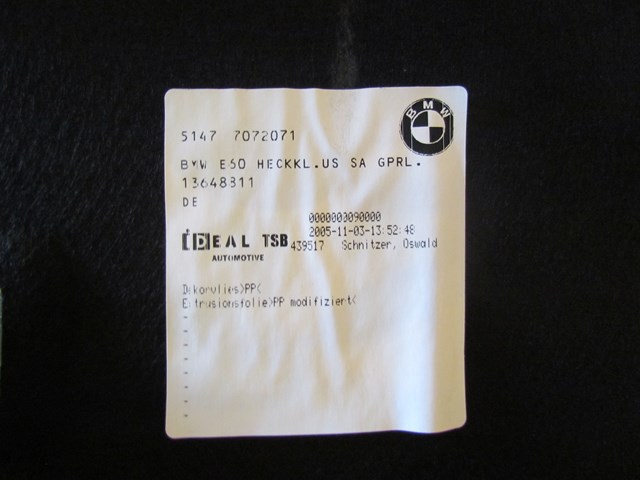 BMW
5147 7072071
BMW E60 HECKKL.US SA GPRL.
13648311
DE
0000000090000
2005-11-03-13:52:48
IDEAL TSB 439517 Schnitzer, Oswald
AUTOMOTIVE
Dekorvlies>PP<
Extrusionsfolie>PP modifiziert<